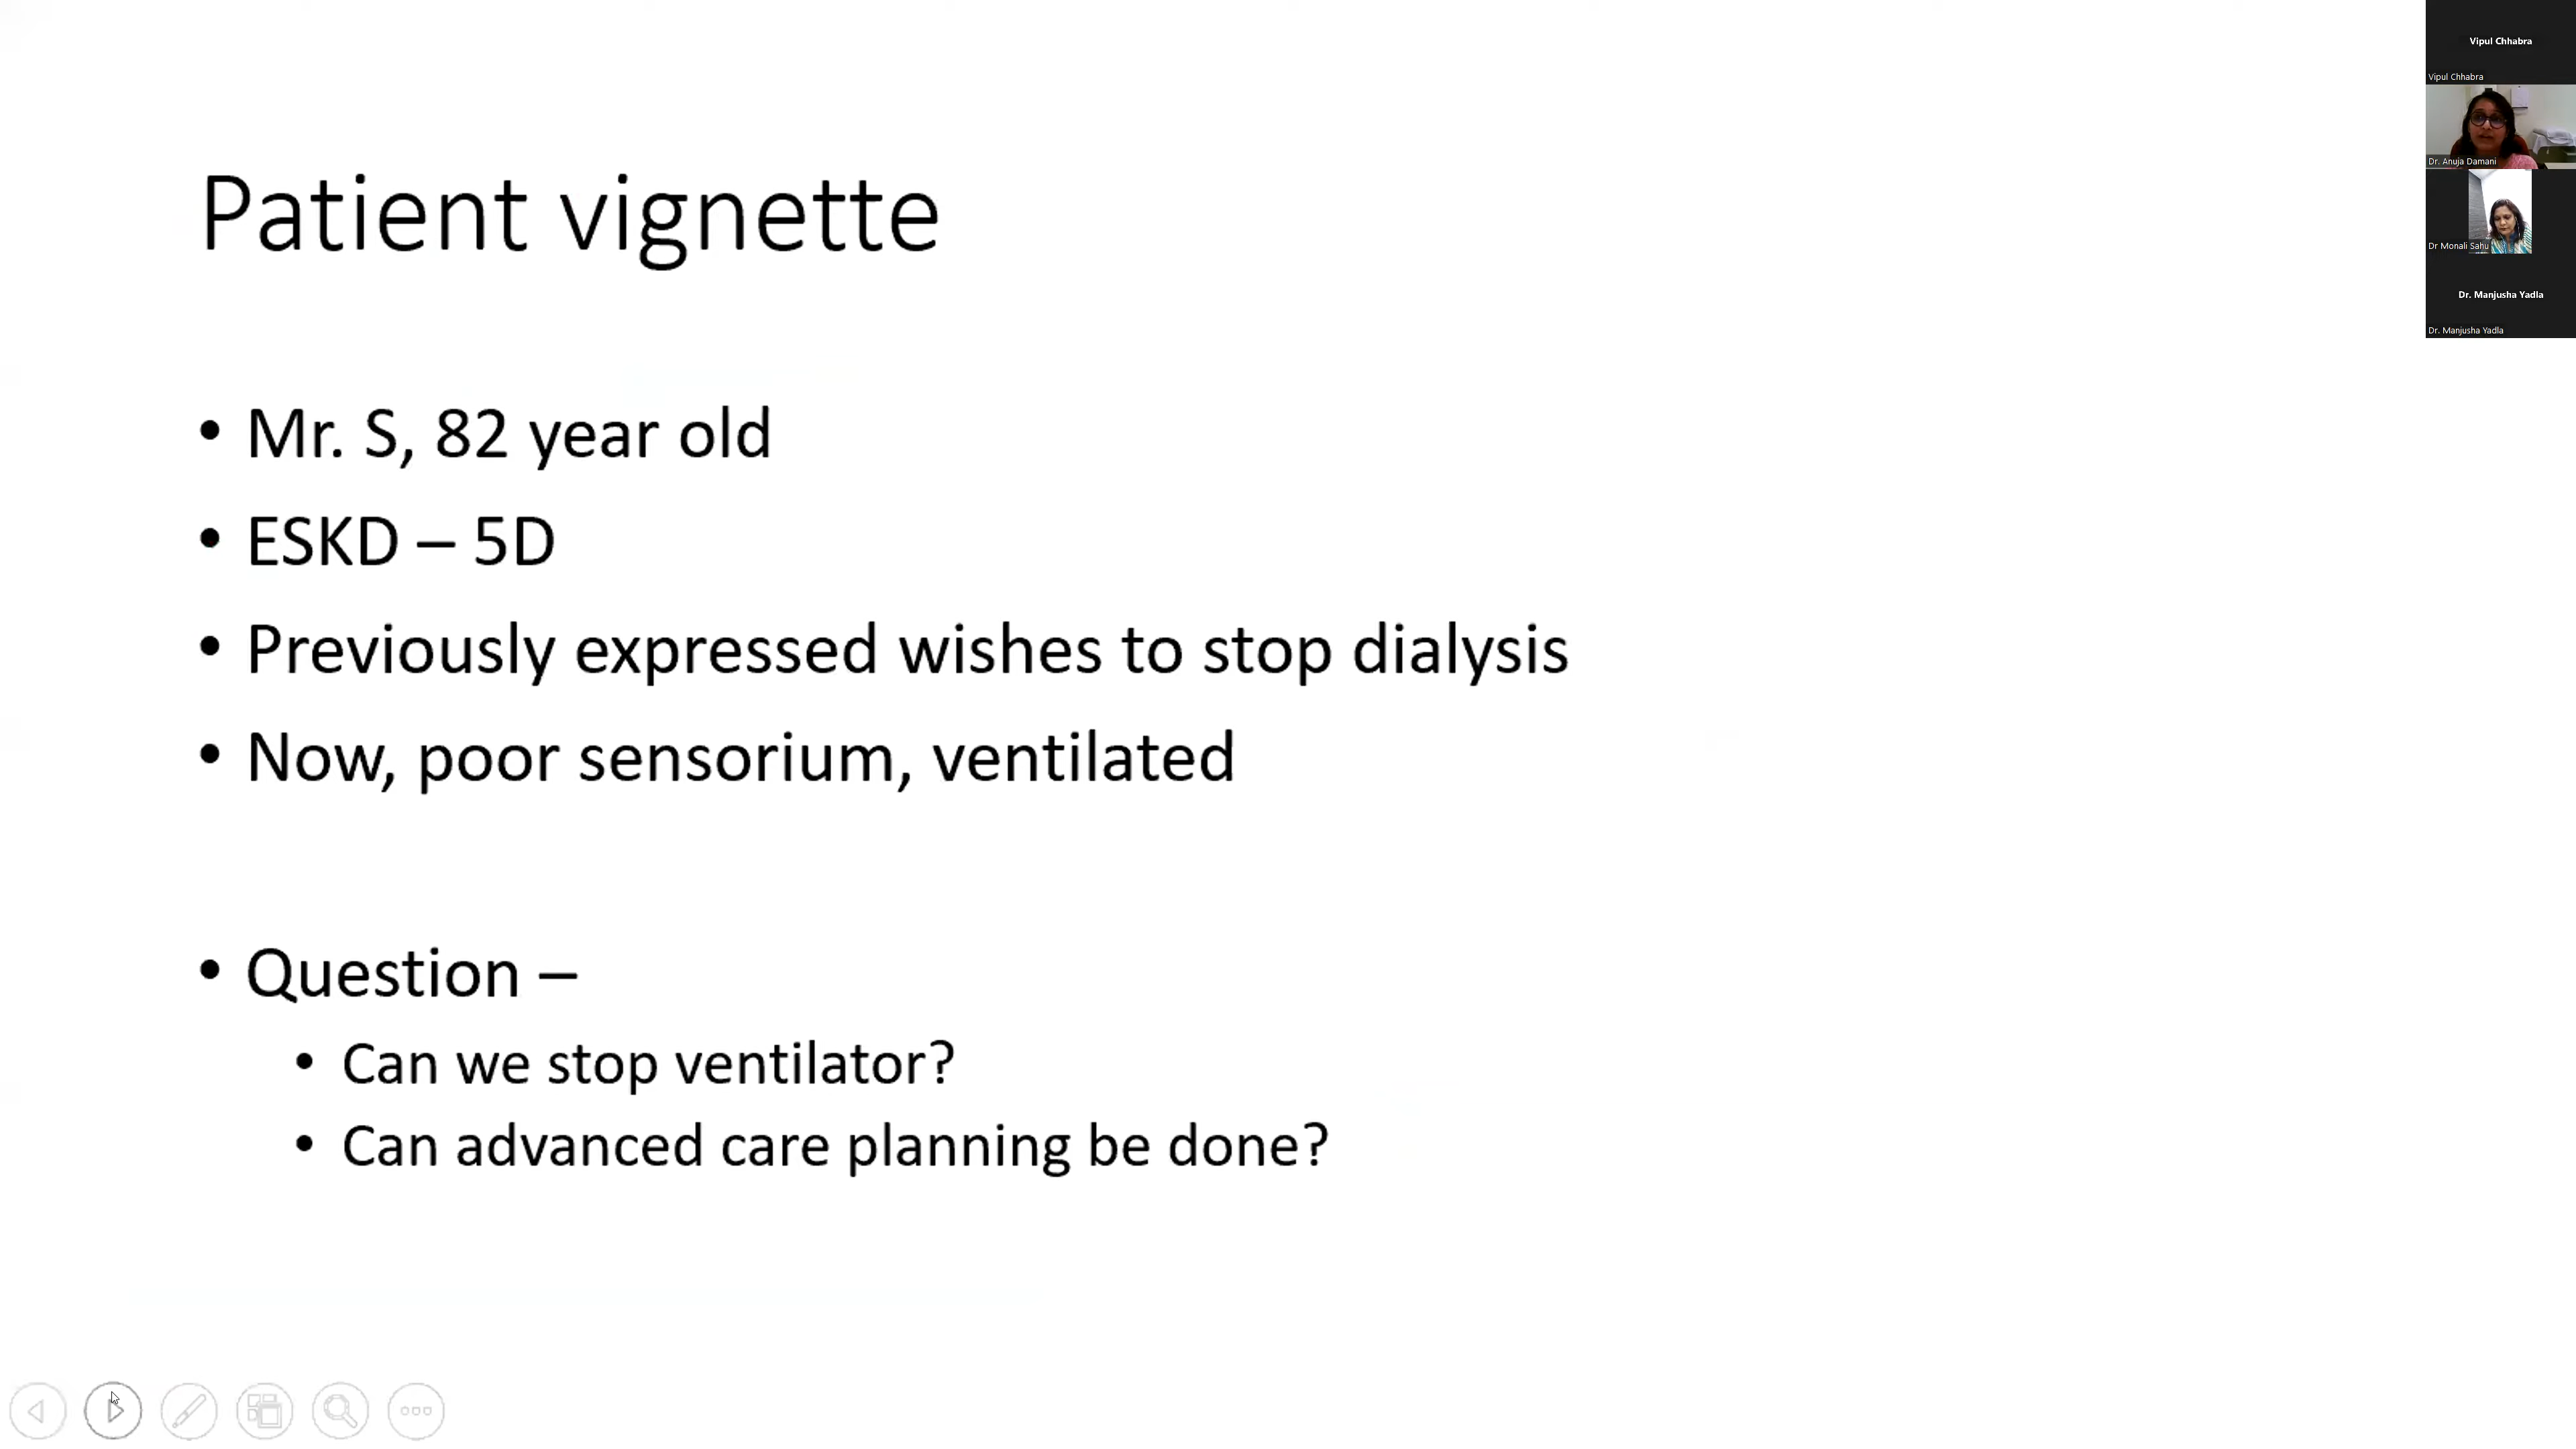 Patient vignette
• Mr. S, 82 year old
• ESKD – 5D
• Previously expressed wishes to stop dialysis
• Now, poor sensorium, ventilated
• Question –
• Can we stop ventilator?
• Can advanced care planning be done?
Vipul Chhabra
Vipul Chhabra
Dr. Anuja Damani
Dr Monali Sahu
Dr. Manjusha Yadla
Dr. Manjusha Yadla